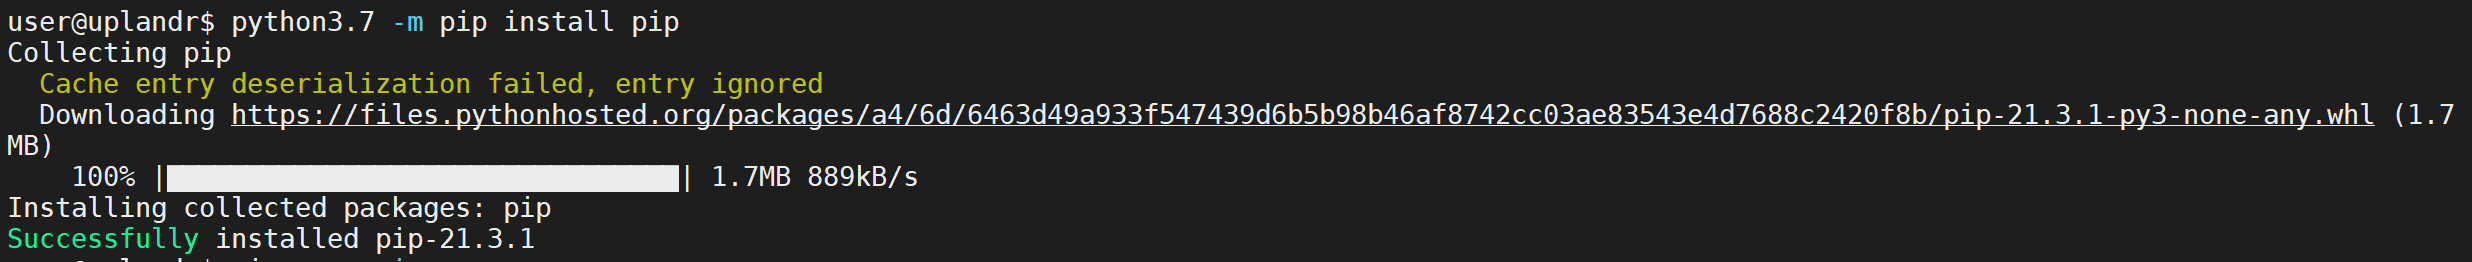 user@uplandr$ python3.7 -m pip install pip
Collecting pip
Cache entry deserialization failed, entry ignored
Downloading https://files.pythonhosted.org/packages/a4/6d/6463d49a933f547439d6b5b98b46af8742cc03ae83543e4d7688c2420f8b/pip-21.3.1-py3-none-any.whl (1.7
MB)
100% || 1.7MB 889kB/s
Installing collected packages: pip
Successfully installed pip-21.3.1